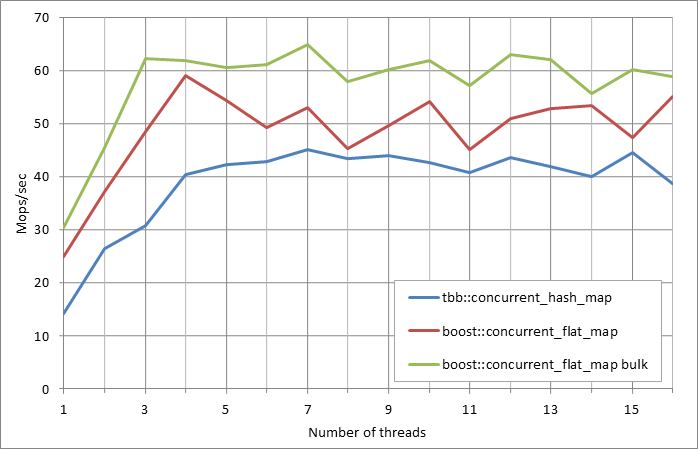 70
60
50
40
30
20
10
0
Mops/sec
1 3 5 7 9 11 13 15
Number of threads
tbb::concurrent_hash_map
boost::concurrent_flat_map
boost::concurrent_flat_map bulk